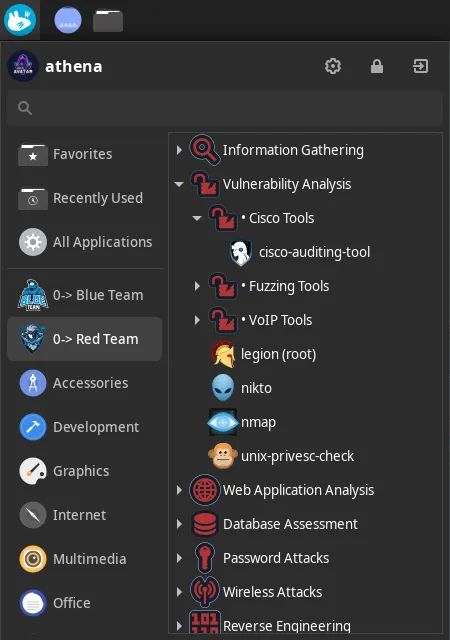 athena
Favorites
Recently Used
All Applications
0-> Blue Team
0-> Red Team
Accessories
Development
Graphics
Internet
Multimedia
Office
Information Gathering
Vulnerability Analysis
• Cisco Tools
cisco-auditing-tool
• Fuzzing Tools
• VoIP Tools
legion (root)
nikto
nmap
unix-privesc-check
Web Application Analysis
Database Assessment
Password Attacks
Wireless Attacks
Reverse Engineering